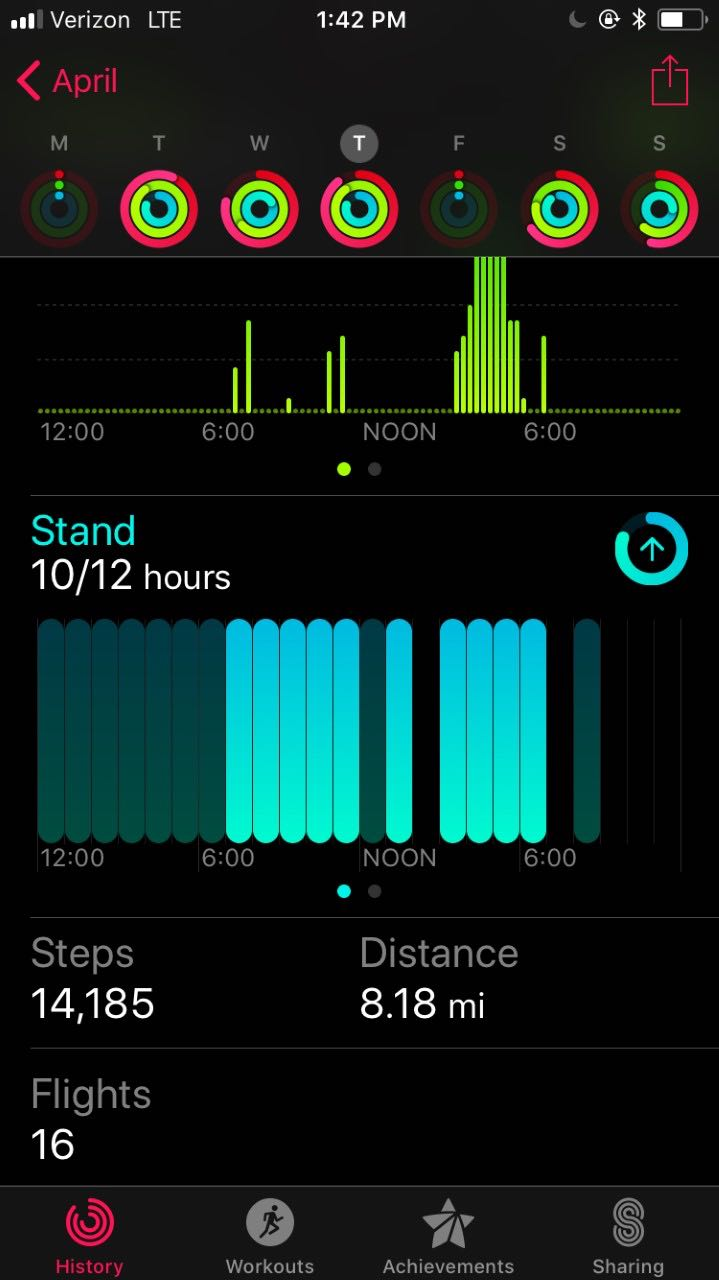 Verizon LTE 1:42 PM
April
M T W T F S S
12:00 6:00 NOON 6:00
Stand
10/12 hours
12:00 6:00 NOON 6:00
Steps Distance
14,185 8.18 mi
Flights
16
History Workouts Achievements Sharing